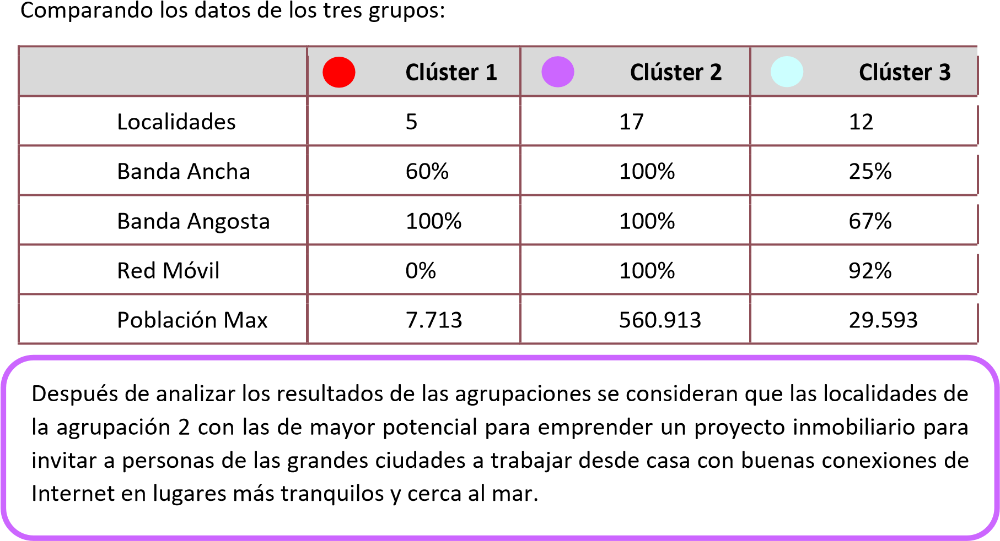 Comparando los datos de los tres grupos:
Clúster 1 Clúster 2 Clúster 3
Localidades 5 17 12
Banda Ancha 60% 100% 25%
Banda Angosta 100% 100% 67%
Red Móvil 0% 100% 92%
Población Max 7.713 560.913 29.593
Después de analizar los resultados de las agrupaciones se consideran que las localidades de
la agrupación 2 con las de mayor potencial para emprender un proyecto inmobiliario para
invitar a personas de las grandes ciudades a trabajar desde casa con buenas conexiones de
Internet en lugares más tranquilos y cerca al mar.